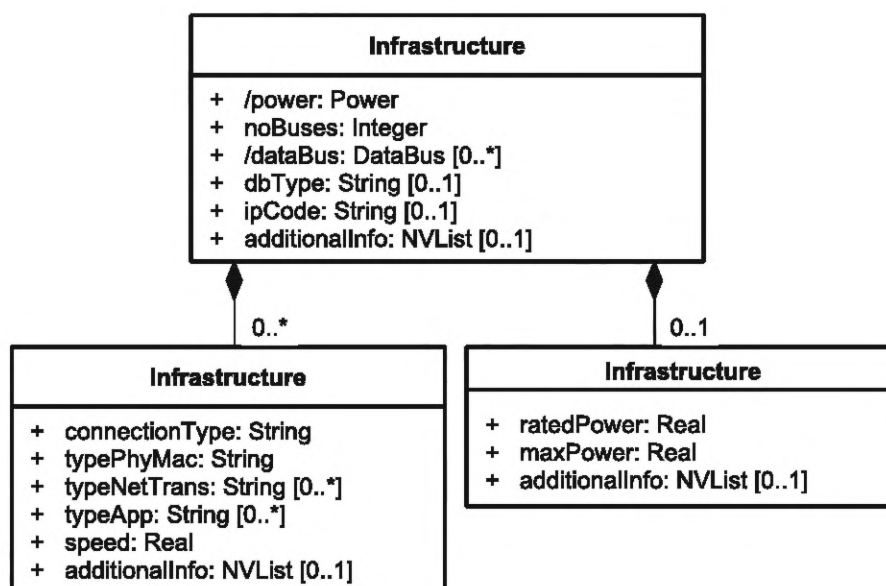 Infrastructure
+ /power: Power
+ noBuses: Integer
+ /dataBus: DataBus [0..*]
+ dbType: String [0..1]
+ ipCode: String [0..1]
+ additionalInfo: NVList [0..1]
0..*
0..1
Infrastructure
+ connectionType: String
+ typePhyMac: String
+ typeNetTrans: String [0..*]
+ typeApp: String [0..*]
+ speed: Real
+ additionalInfo: NVList [0..1]
Infrastructure
+ ratedPower: Real
+ maxPower: Real
+ additionalInfo: NVList [0..1]